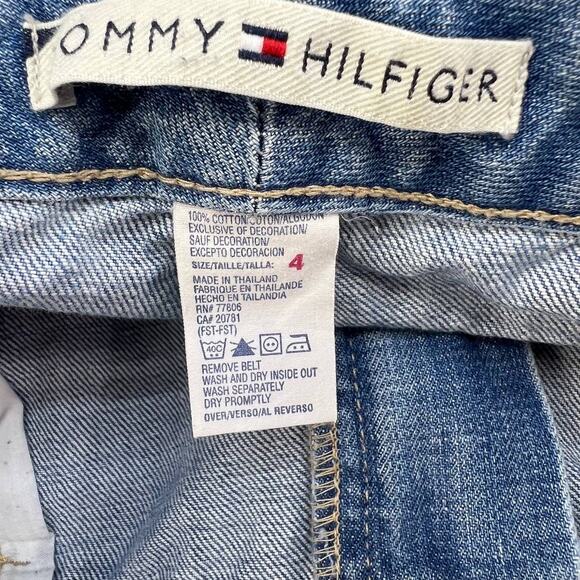 TOMMY HILFIGER
100% COTTON/COTON/ALGODON
EXCLUSIVE OF DECORATION/
SAUF DECORATION/
EXCEPTO DECORACION
SIZE/TAILLE/TALLA: 4
MADE IN THAILAND
FABRIQUE EN THAILANDE
HECHO EN TAILANDIA
RN# 77806
CA# 20781
(FST-FST)
40C
REMOVE BELT
WASH AND DRY INSIDE OUT
WASH SEPARATELY
DRY PROMPTLY
OVER/VERSO/AL REVERSO